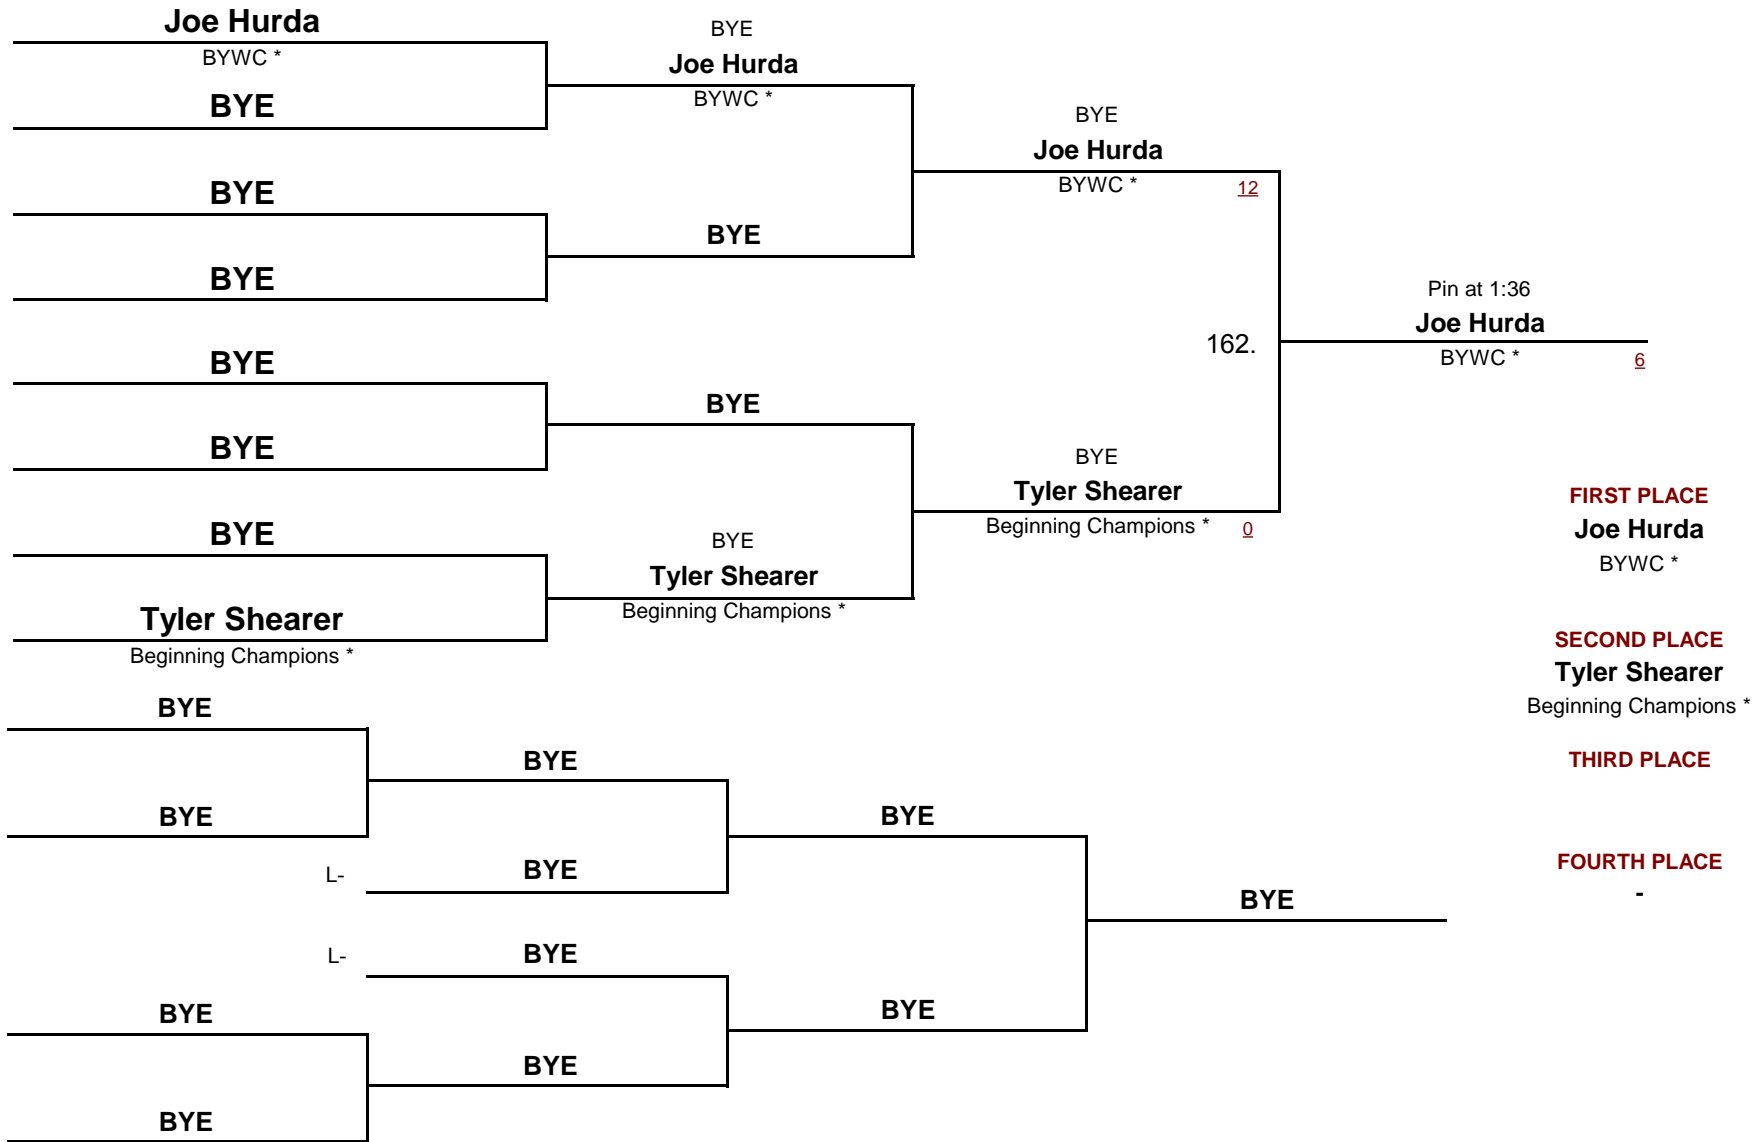 Joe Hurda
BYWC *
BYE
BYE
BYE
BYE
BYE
BYE
Tyler Shearer
Beginning Champions *
BYE
Joe Hurda
BYWC *
BYE
BYE
BYE
Tyler Shearer
Beginning Champions *
BYE
Joe Hurda
BYWC *
12
162.
BYE
Tyler Shearer
Beginning Champions *
0
Pin at 1:36
Joe Hurda
BYWC *
6
FIRST PLACE
Joe Hurda
BYWC *
SECOND PLACE
Tyler Shearer
Beginning Champions *
THIRD PLACE
FOURTH PLACE
-
BYE
BYE
BYE
BYE
BYE
L-
BYE
L-
BYE
BYE
BYE
BYE
BYE